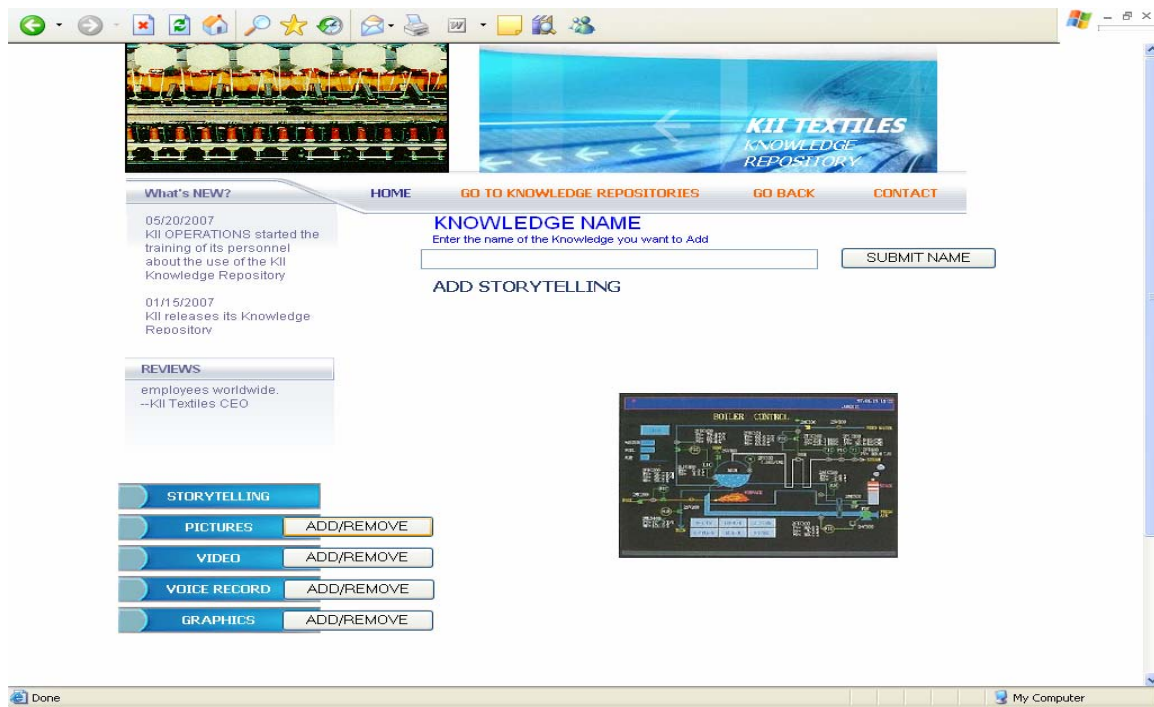 KII TEXTILES
KNOWLEDGE
REPOSITORY
What's NEW?
HOME
GO TO KNOWLEDGE REPOSITORIES
GO BACK
CONTACT
05/20/2007
KII OPERATIONS started the
training of its personnel
about the use of the KII
Knowledge Repository
01/15/2007
KII releases its Knowledge
Repository
KNOWLEDGE NAME
Enter the name of the Knowledge you want to Add
SUBMIT NAME
ADD STORYTELLING
REVIEWS
employees worldwide.
--KII Textiles CEO
BOILER CONTROL
STORYTELLING
PICTURES ADD/REMOVE
VIDEO ADD/REMOVE
VOICE RECORD ADD/REMOVE
GRAPHICS ADD/REMOVE
Done
My Computer